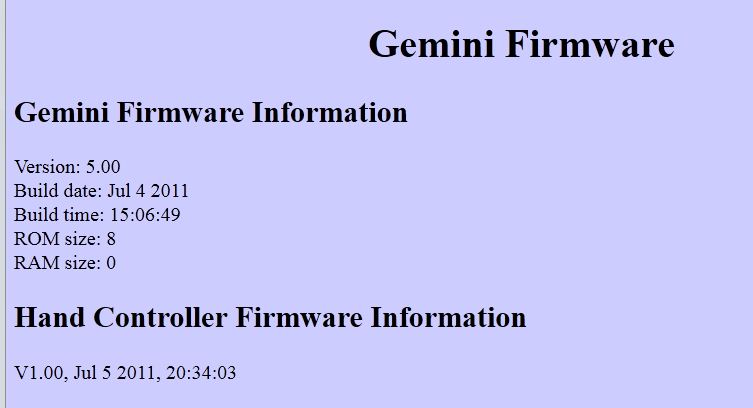 Gemini Firmware
Gemini Firmware Information
Version: 5.00
Build date: Jul 4 2011
Build time: 15:06:49
ROM size: 8
RAM size: 0
Hand Controller Firmware Information
V1.00, Jul 5 2011, 20:34:03